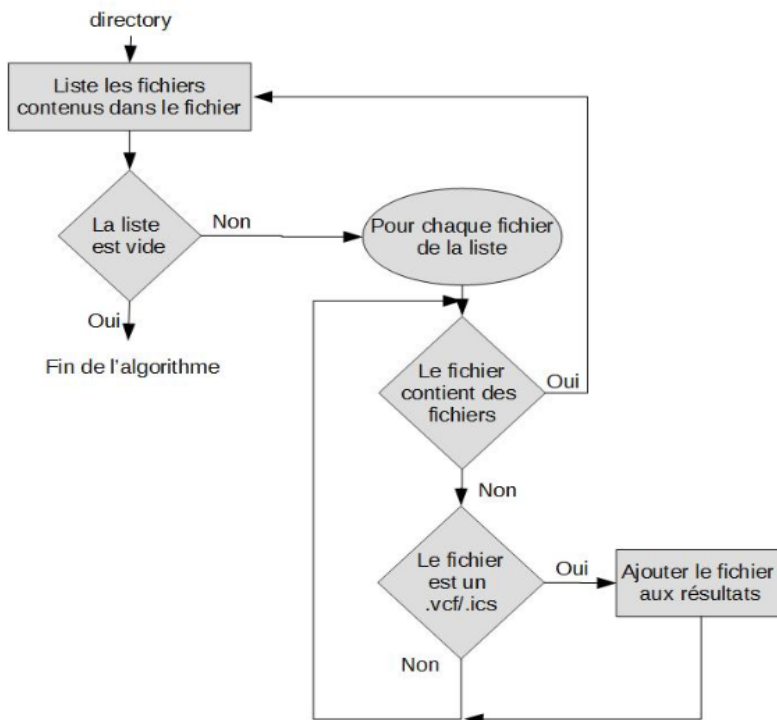 directory
Liste les fichiers
contenus dans le fichier
La liste
est vide
Non
Pour chaque fichier
de la liste
Oui
Fin de l'algorithme
Le fichier
contient des
fichiers
Oui
Non
Le fichier
est un
.vcf/.ics
Oui
Ajouter le fichier
aux résultats
Non